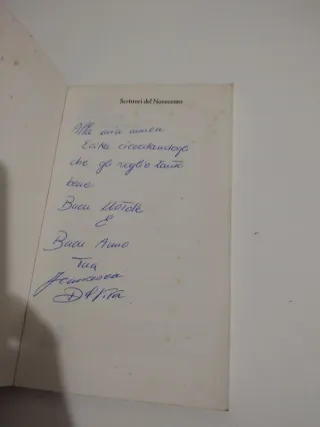 Scrittori del Novecento
Alla mia amica
Erika
che gli voglio tanto
bene
Buon Natale
E
Buon Anno
Tua
Francesca
De Vita